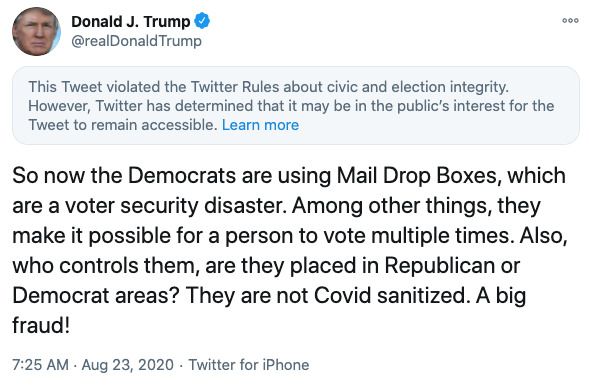 Donald J. Trump
@realDonaldTrump
This Tweet violated the Twitter Rules about civic and election integrity.
However, Twitter has determined that it may be in the public's interest for the
Tweet to remain accessible. Learn more
So now the Democrats are using Mail Drop Boxes, which
are a voter security disaster. Among other things, they
make it possible for a person to vote multiple times. Also,
who controls them, are they placed in Republican or
Democrat areas? They are not Covid sanitized. A big
fraud!
7:25 AM · Aug 23, 2020 · Twitter for iPhone